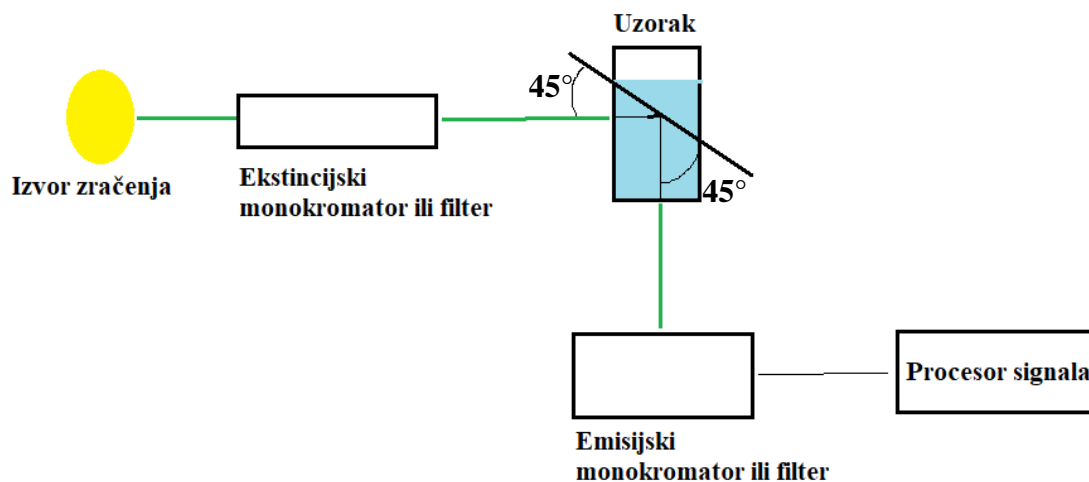 Uzorak
45°
Izvor zračenja
Ekstincijski
monokromator ili filter
45°
Procesor signala
Emisijski
monokromator ili filter